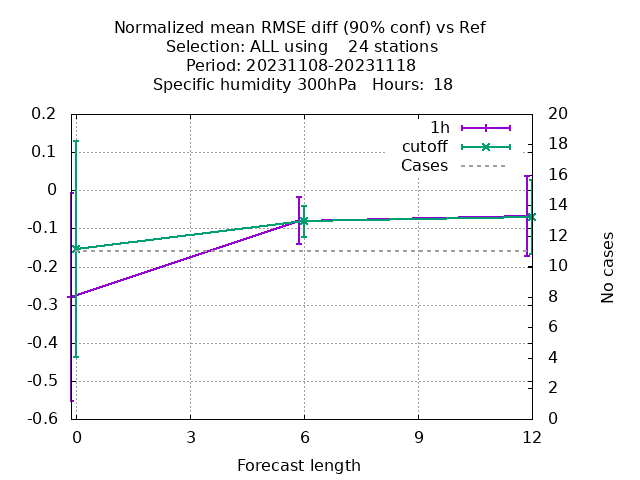 Normalized mean RMSE diff (90% conf) vs Ref
Selection: ALL using    24 stations
Period: 20231108-20231118
Specific humidity 300hPa   Hours:  18
0.2
0.1
0
-0.1
-0.2
-0.3
-0.4
-0.5
-0.6
20
18
16
14
12
10
8
6
4
2
0
1h
cutoff
Cases
No cases
0
3
6
9
12
Forecast length